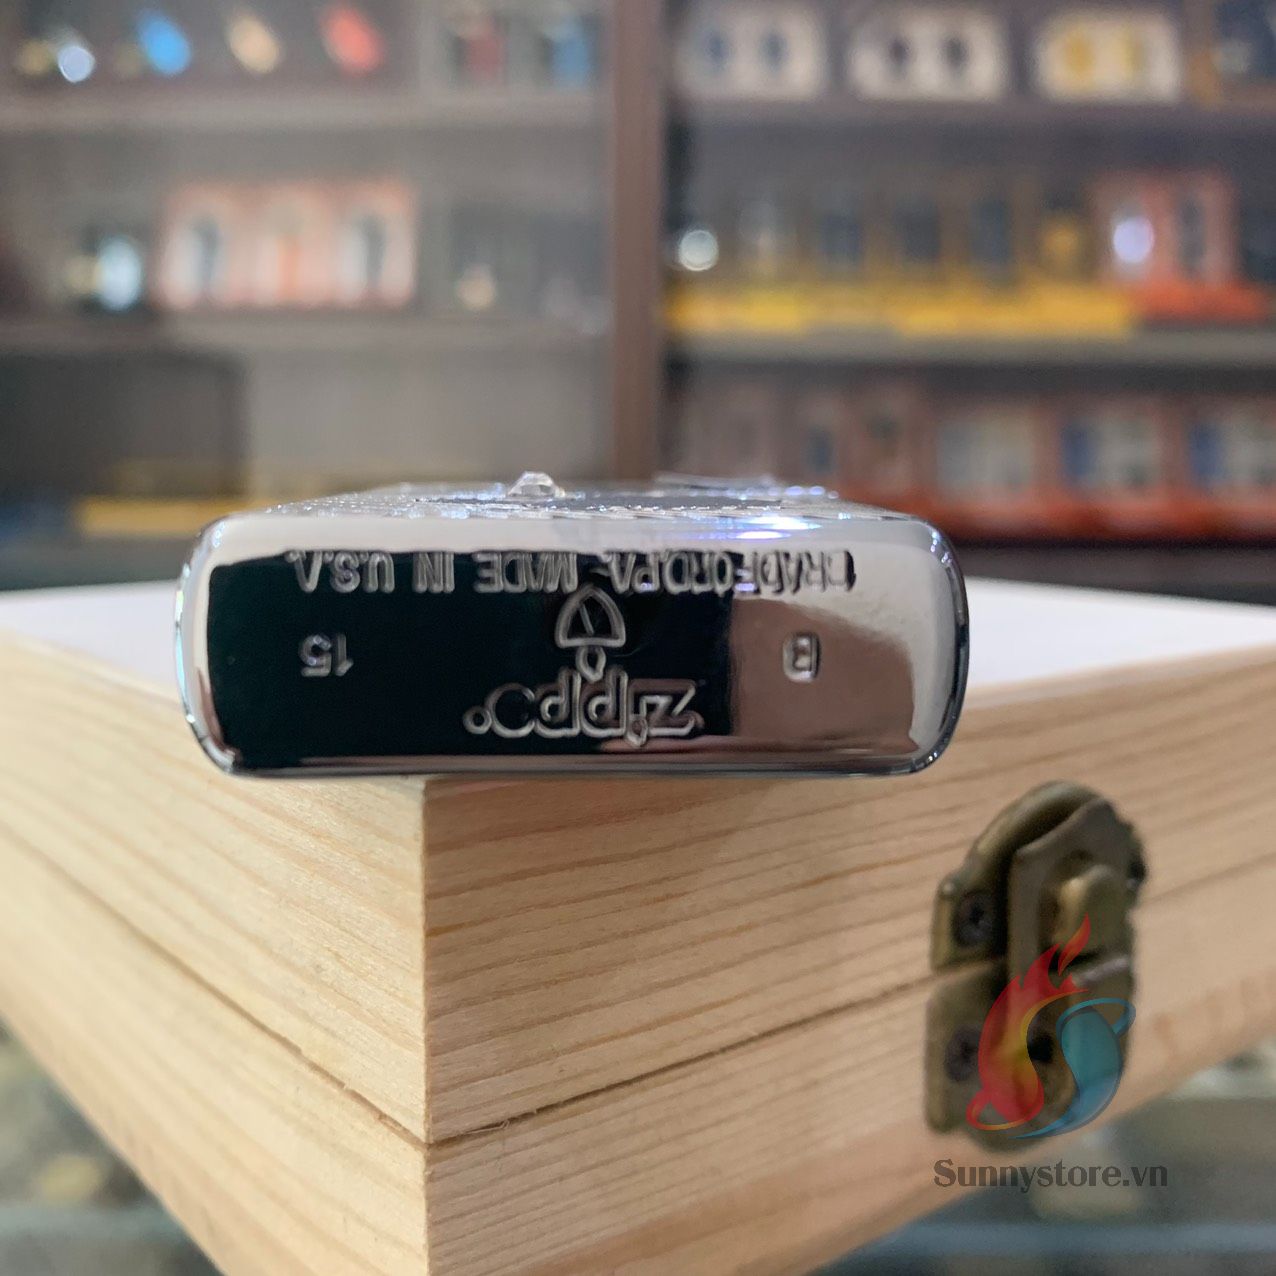 zippo
15
BRADFORD,PA. MADE IN U.S.A.
Sunnystore.vn